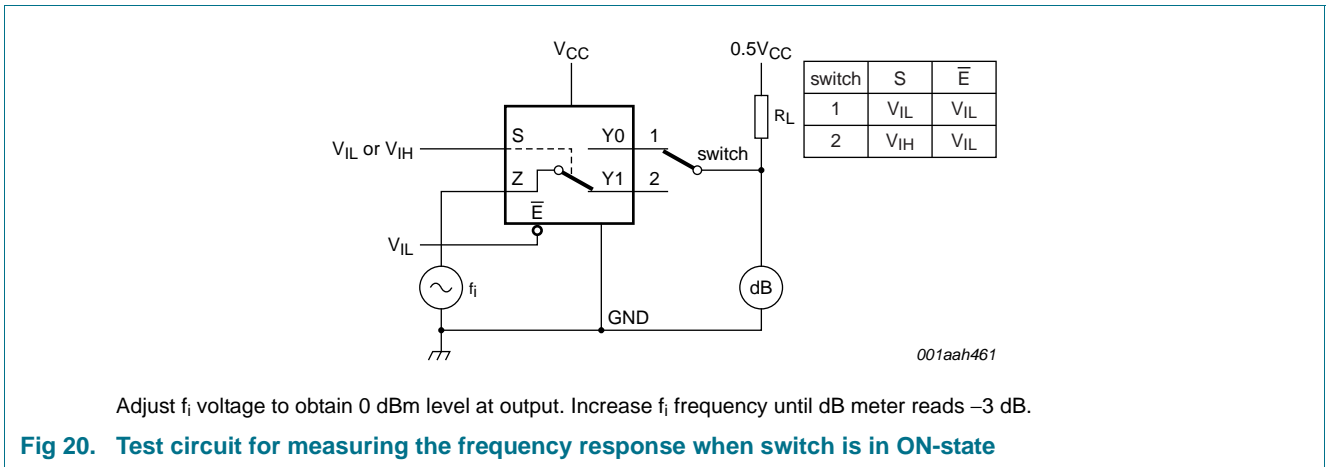 VCC
0.5VCC
switch S E̅
1 VIL VIL
2 VIH VIL
RL
S Y0 1
VIL or VIH
switch
Z Y1 2
E̅
VIL
fi
dB
GND
001aah461
Adjust fi voltage to obtain 0 dBm level at output. Increase fi frequency until dB meter reads −3 dB.
Fig 20. Test circuit for measuring the frequency response when switch is in ON-state